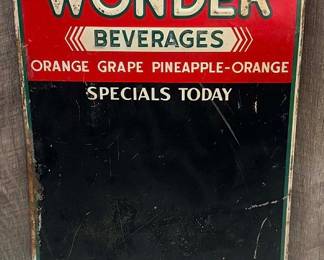 WONDER
BEVERAGES
ORANGE GRAPE PINEAPPLE-ORANGE
SPECIALS TODAY